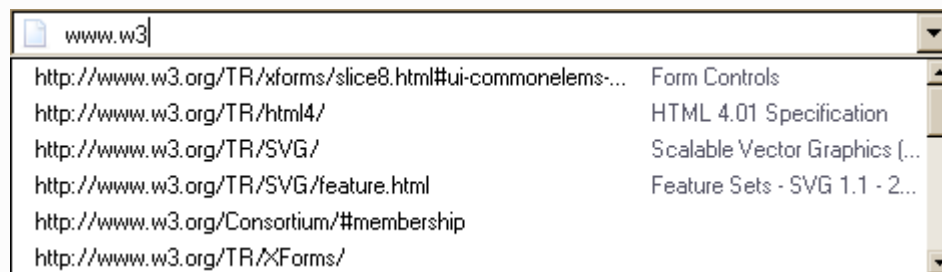 www.w3
http://www.w3.org/TR/xforms/slice8.html#ui-commonelems-... Form Controls
http://www.w3.org/TR/html4/ HTML 4.01 Specification
http://www.w3.org/TR/SVG/ Scalable Vector Graphics (...
http://www.w3.org/TR/SVG/feature.html Feature Sets - SVG 1.1 - 2...
http://www.w3.org/Consortium/#membership
http://www.w3.org/TR/XForms/